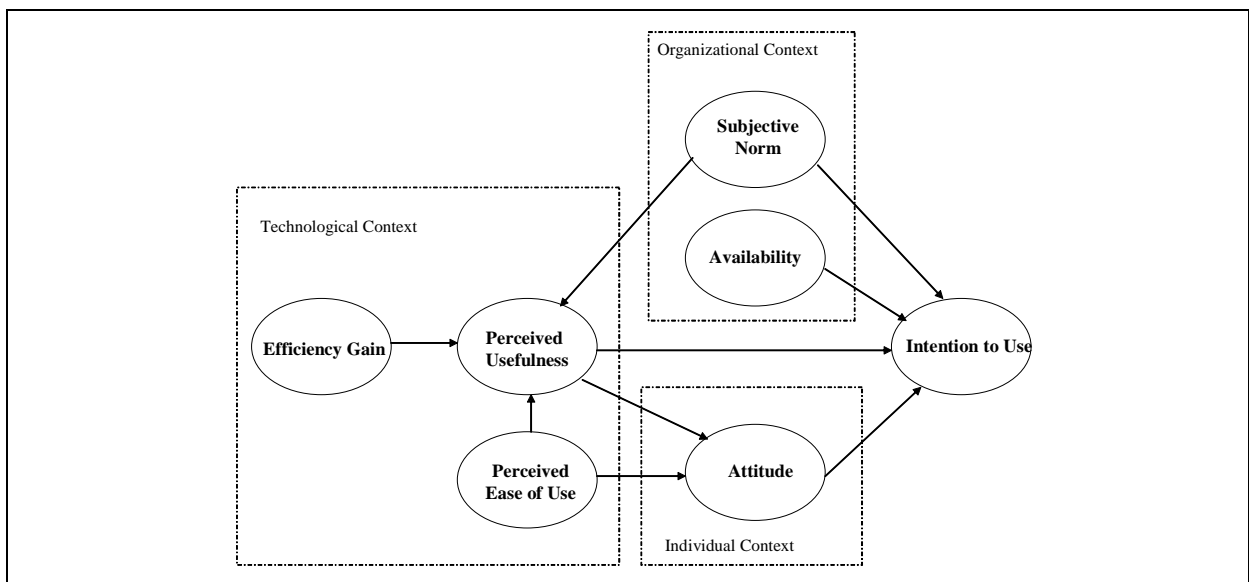 Organizational Context
Subjective
Norm
Technological Context
Availability
Efficiency Gain
Perceived
Usefulness
Intention to Use
Perceived
Ease of Use
Attitude
Individual Context